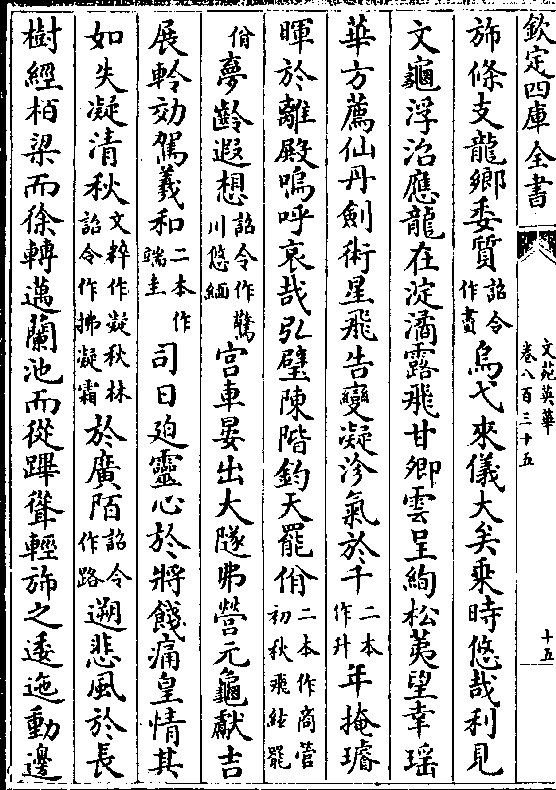 欽定四庫全書
文苑英華
卷八百三十五
十五
旆條支龍鄉委質詔令作賮烏弋來儀大矣乗時悠哉利見
文龜浮洛應龍在淀潏露飛甘卿雲呈絢松荑望幸瑶
華方薦仙丹劍術星飛告變凝沴氣於千二本作升年掩璿
暉於離殿嗚呼哀哉弘璧陳階鈞天罷佾二本作商管初秋飛絃罷
佾夢齡遐想詔令作驚川悠緬宮車晏出大隧弗營元龜獻吉
展軨効駕羲和二本作端圭司日廹靈心於將餞痛皇情其
如失凝清秋文粹作凝秋林詔令作拂凝霜於廣陌詔令作路遡悲風於長
樹經栢梁而徐轉邁蘭池而從蹕聳輕旆之逶迤動邊